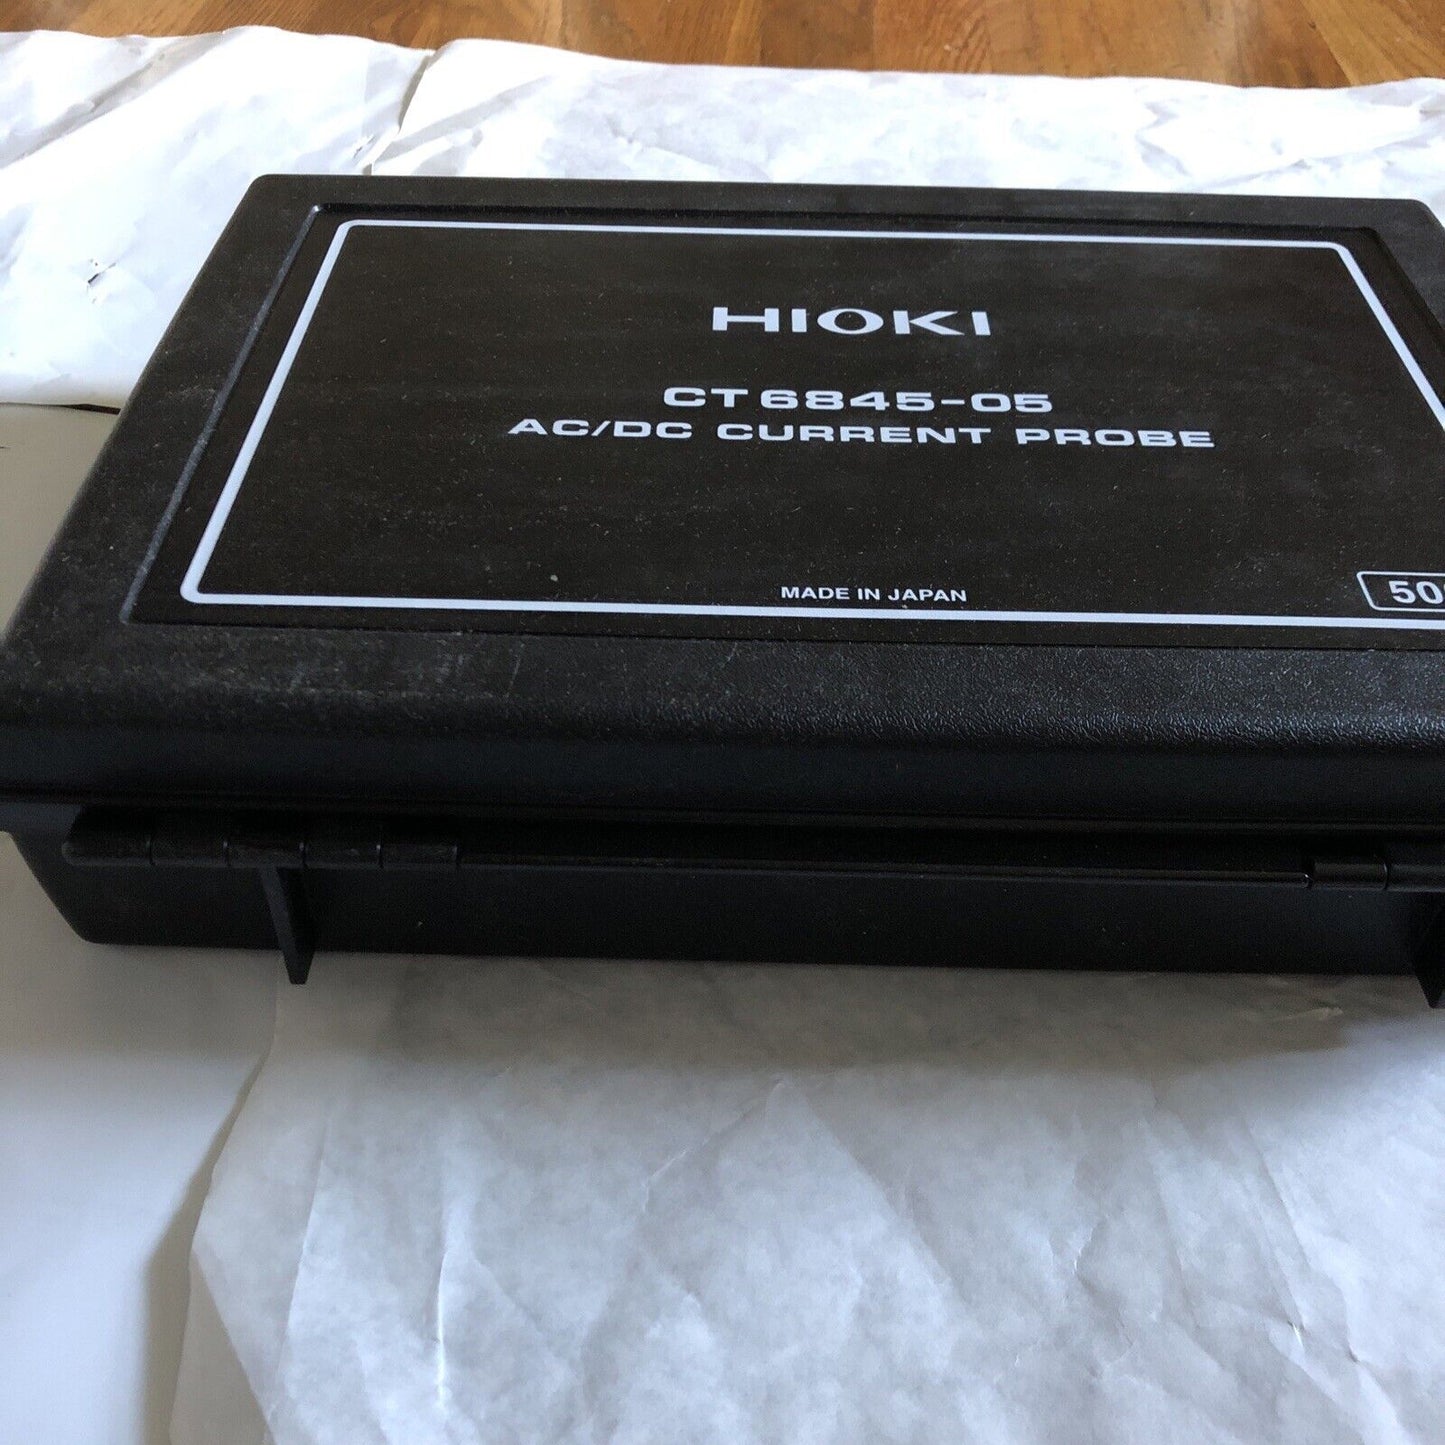 HIOKI
CT6845-05
AC/DC CURRENT PROBE
MADE IN JAPAN